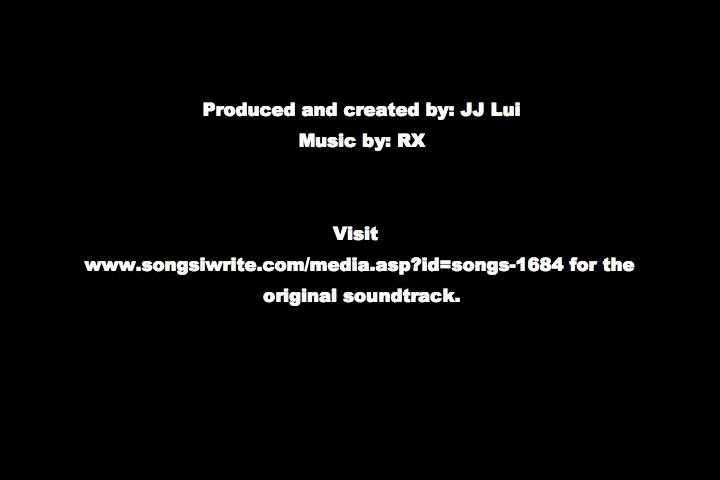 Produced and created by: JJ Lui
Music by: RX
Visit
www.songsiwrite.com/media.asp?id=songs-1684 for the
original soundtrack.